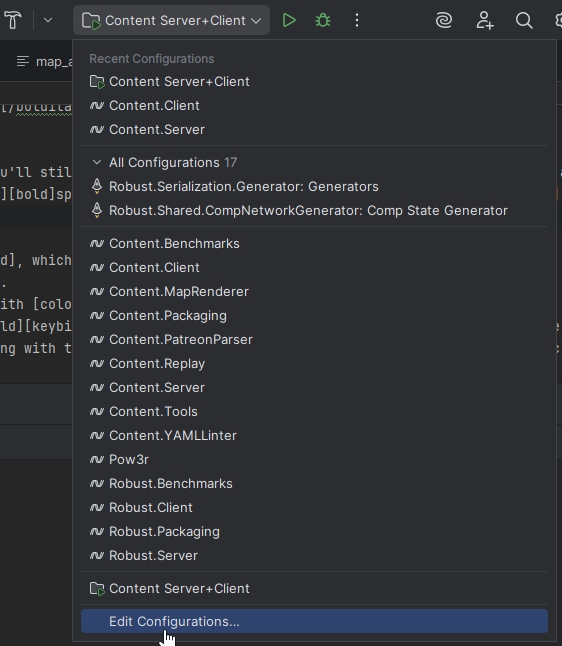 Content Server+Client
map_a
Recent Configurations
[/boldita
Content Server+Client
Content.Client
Content.Server
All Configurations 17
u'll stil
][bold]sp
Robust.Serialization.Generator: Generators
Robust.Shared.CompNetworkGenerator: Comp State Generator
Content.Benchmarks
d], which
Content.Client
.
Content.MapRenderer
ith [colo
Content.Packaging
ld][keybi
Content.PatreonParser
ng with t
Content.Replay
Content.Server
Content.Tools
Content.YAMLLinter
Pow3r
Robust.Benchmarks
Robust.Client
Robust.Packaging
Robust.Server
Content Server+Client
Edit Configurations...